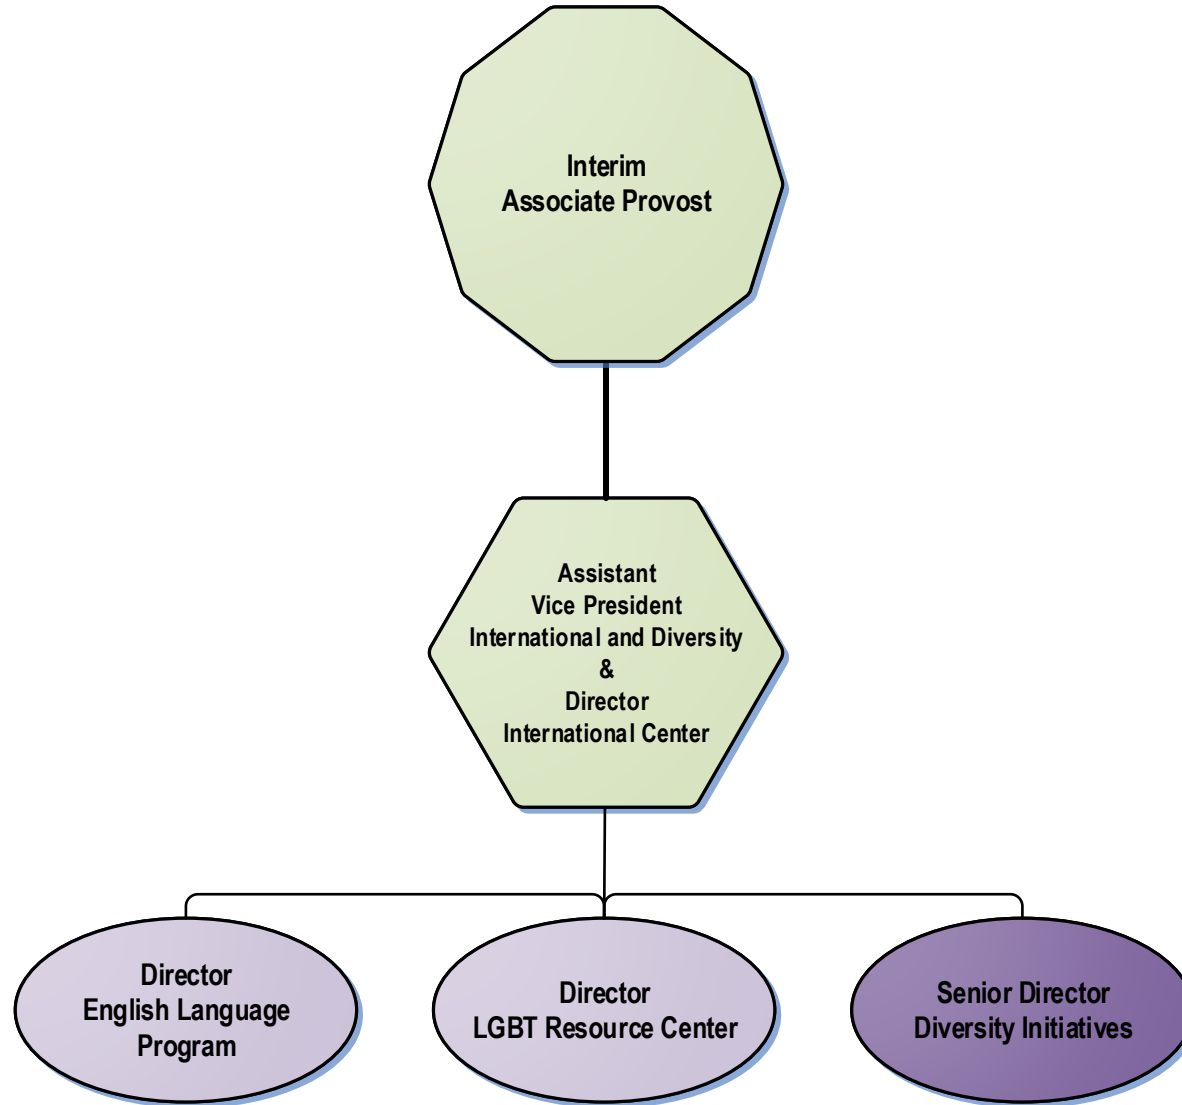 Interim
Associate Provost
Assistant
Vice President
International and Diversity
&
Director
International Center
Director
English Language
Program
Director
LGBT Resource Center
Senior Director
Diversity Initiatives